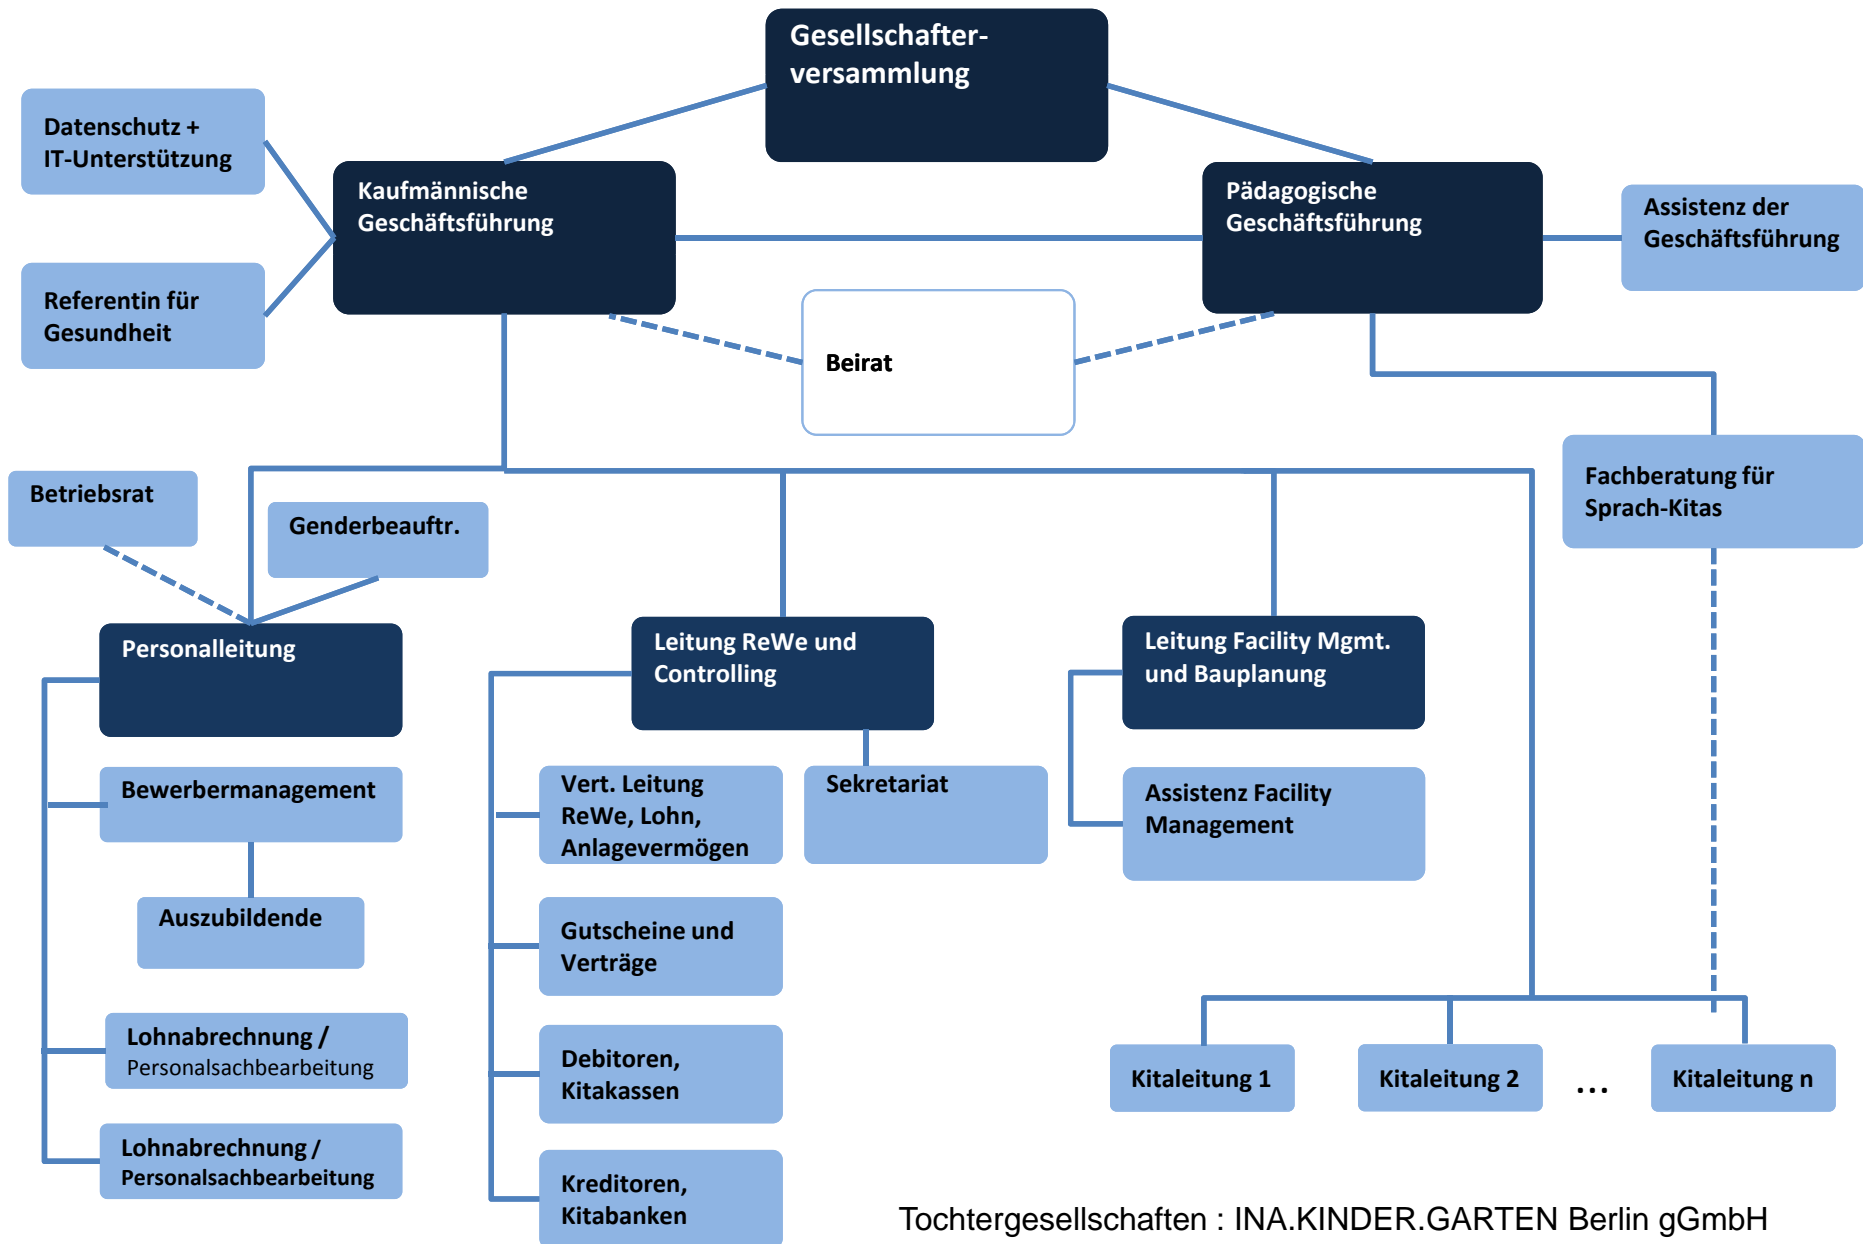 Gesellschafter-
versammlung
Datenschutz +
IT-Unterstützung
Kaufmännische
Geschäftsführung
Pädagogische
Geschäftsführung
Assistenz der
Geschäftsführung
Referentin für
Gesundheit
Beirat
Betriebsrat
Genderbeauftr.
Fachberatung für
Sprach-Kitas
Personalleitung
Leitung ReWe und
Controlling
Leitung Facility Mgmt.
und Bauplanung
Bewerbermanagement
Vert. Leitung
ReWe, Lohn,
Anlagevermögen
Sekretariat
Assistenz Facility
Management
Auszubildende
Gutscheine und
Verträge
Lohnabrechnung /
Personalsachbearbeitung
Debitoren,
Kitakassen
Kitaleitung 1
Kitaleitung 2
...
Kitaleitung n
Lohnabrechnung /
Personalsachbearbeitung
Kreditoren,
Kitabanken
Tochtergesellschaften : INA.KINDER.GARTEN Berlin gGmbH